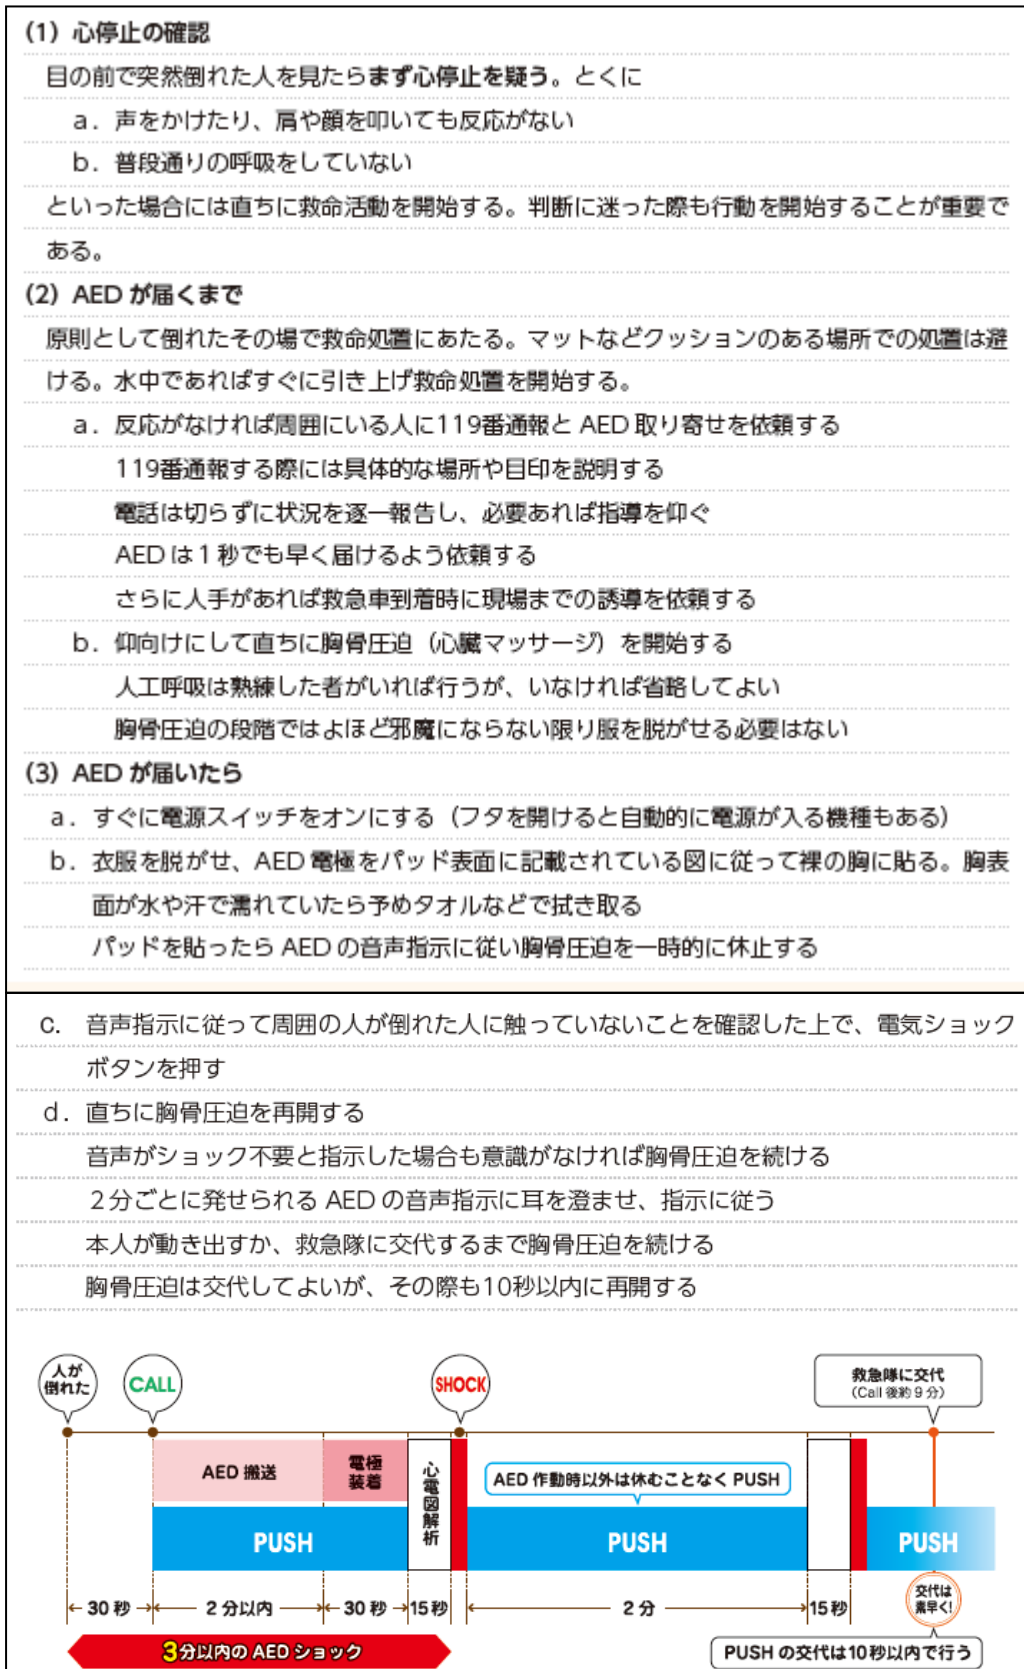 (1) 心停止の確認
目の前で突然倒れた人を見たらまず心停止を疑う。とくに
a．声をかけたり、肩や顔を叩いても反応がない
b．普段通りの呼吸をしていない
といった場合には直ちに救命活動を開始する。判断に迷った際も行動を開始することが重要で
ある。
(2) AED が届くまで
原則として倒れたその場で救命処置にあたる。マットなどクッションのある場所での処置は避
ける。水中であればすぐに引き上げ救命処置を開始する。
a．反応がなければ周囲にいる人に119番通報と AED 取り寄せを依頼する
119番通報する際には具体的な場所や目印を説明する
電話は切らずに状況を逐一報告し、必要あれば指導を仰ぐ
AED は１秒でも早く届けるよう依頼する
さらに人手があれば救急車到着時に現場までの誘導を依頼する
b．仰向けにして直ちに胸骨圧迫（心臓マッサージ）を開始する
人工呼吸は熟練した者がいれば行うが、いなければ省略してよい
胸骨圧迫の段階ではよほど邪魔にならない限り服を脱がせる必要はない
(3) AED が届いたら
a．すぐに電源スイッチをオンにする（フタを開けると自動的に電源が入る機種もある）
b．衣服を脱がせ、AED 電極をパッド表面に記載されている図に従って裸の胸に貼る。胸表
面が水や汗で濡れていたら予めタオルなどで拭き取る
パッドを貼ったら AED の音声指示に従い胸骨圧迫を一時的に休止する
c．音声指示に従って周囲の人が倒れた人に触っていないことを確認した上で、電気ショック
ボタンを押す
d．直ちに胸骨圧迫を再開する
音声がショック不要と指示した場合も意識がなければ胸骨圧迫を続ける
２分ごとに発せられる AED の音声指示に耳を澄ませ、指示に従う
本人が動き出すか、救急隊に交代するまで胸骨圧迫を続ける
胸骨圧迫は交代してよいが、その際も10秒以内に再開する
人が
倒れた
CALL
SHOCK
救急隊に交代
(Call 後約９分)
AED 搬送
電極
装着
心電図解析
AED 作動時以外は休むことなく PUSH
PUSH
PUSH
PUSH
30 秒
２分以内
30 秒
15 秒
２分
15 秒
交代は
素早く!
3分以内の AED ショック
PUSH の交代は10秒以内で行う